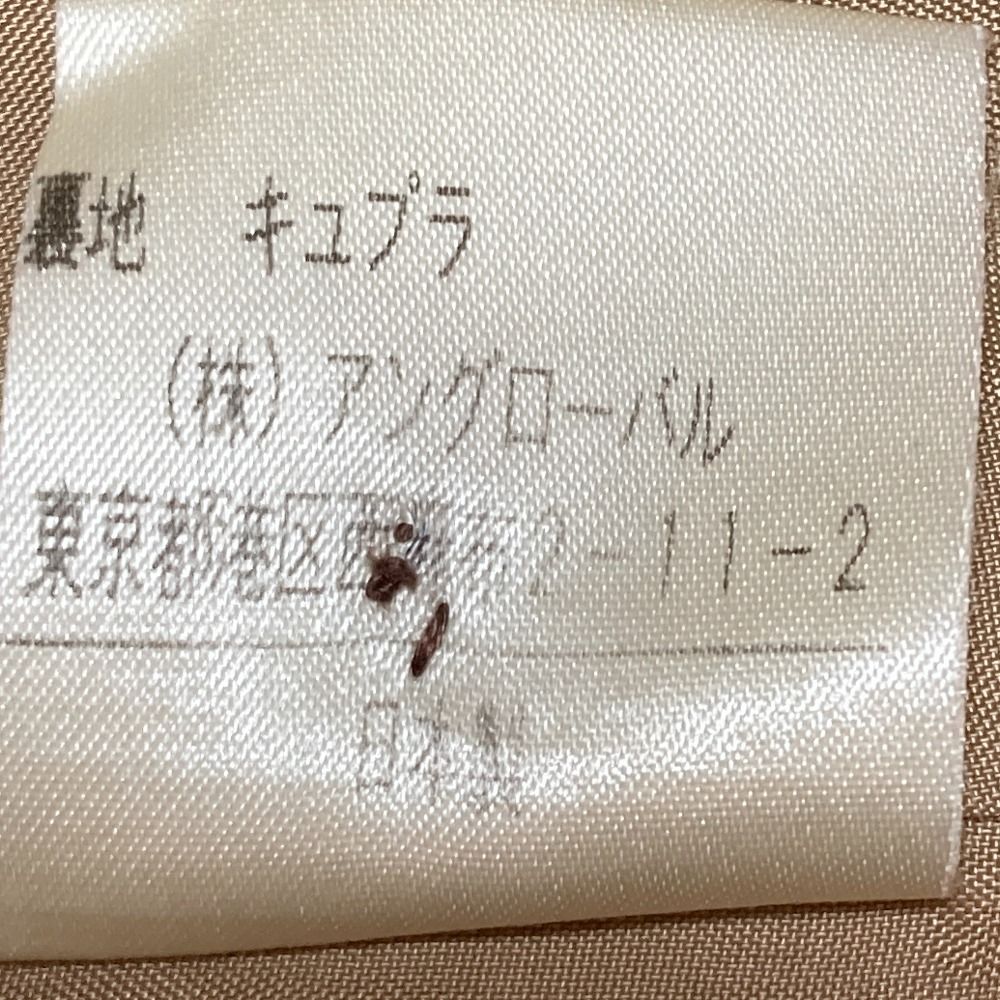 裏地 キュプラ
(株) アングローバル
東京都港区 2-11-2
日本製